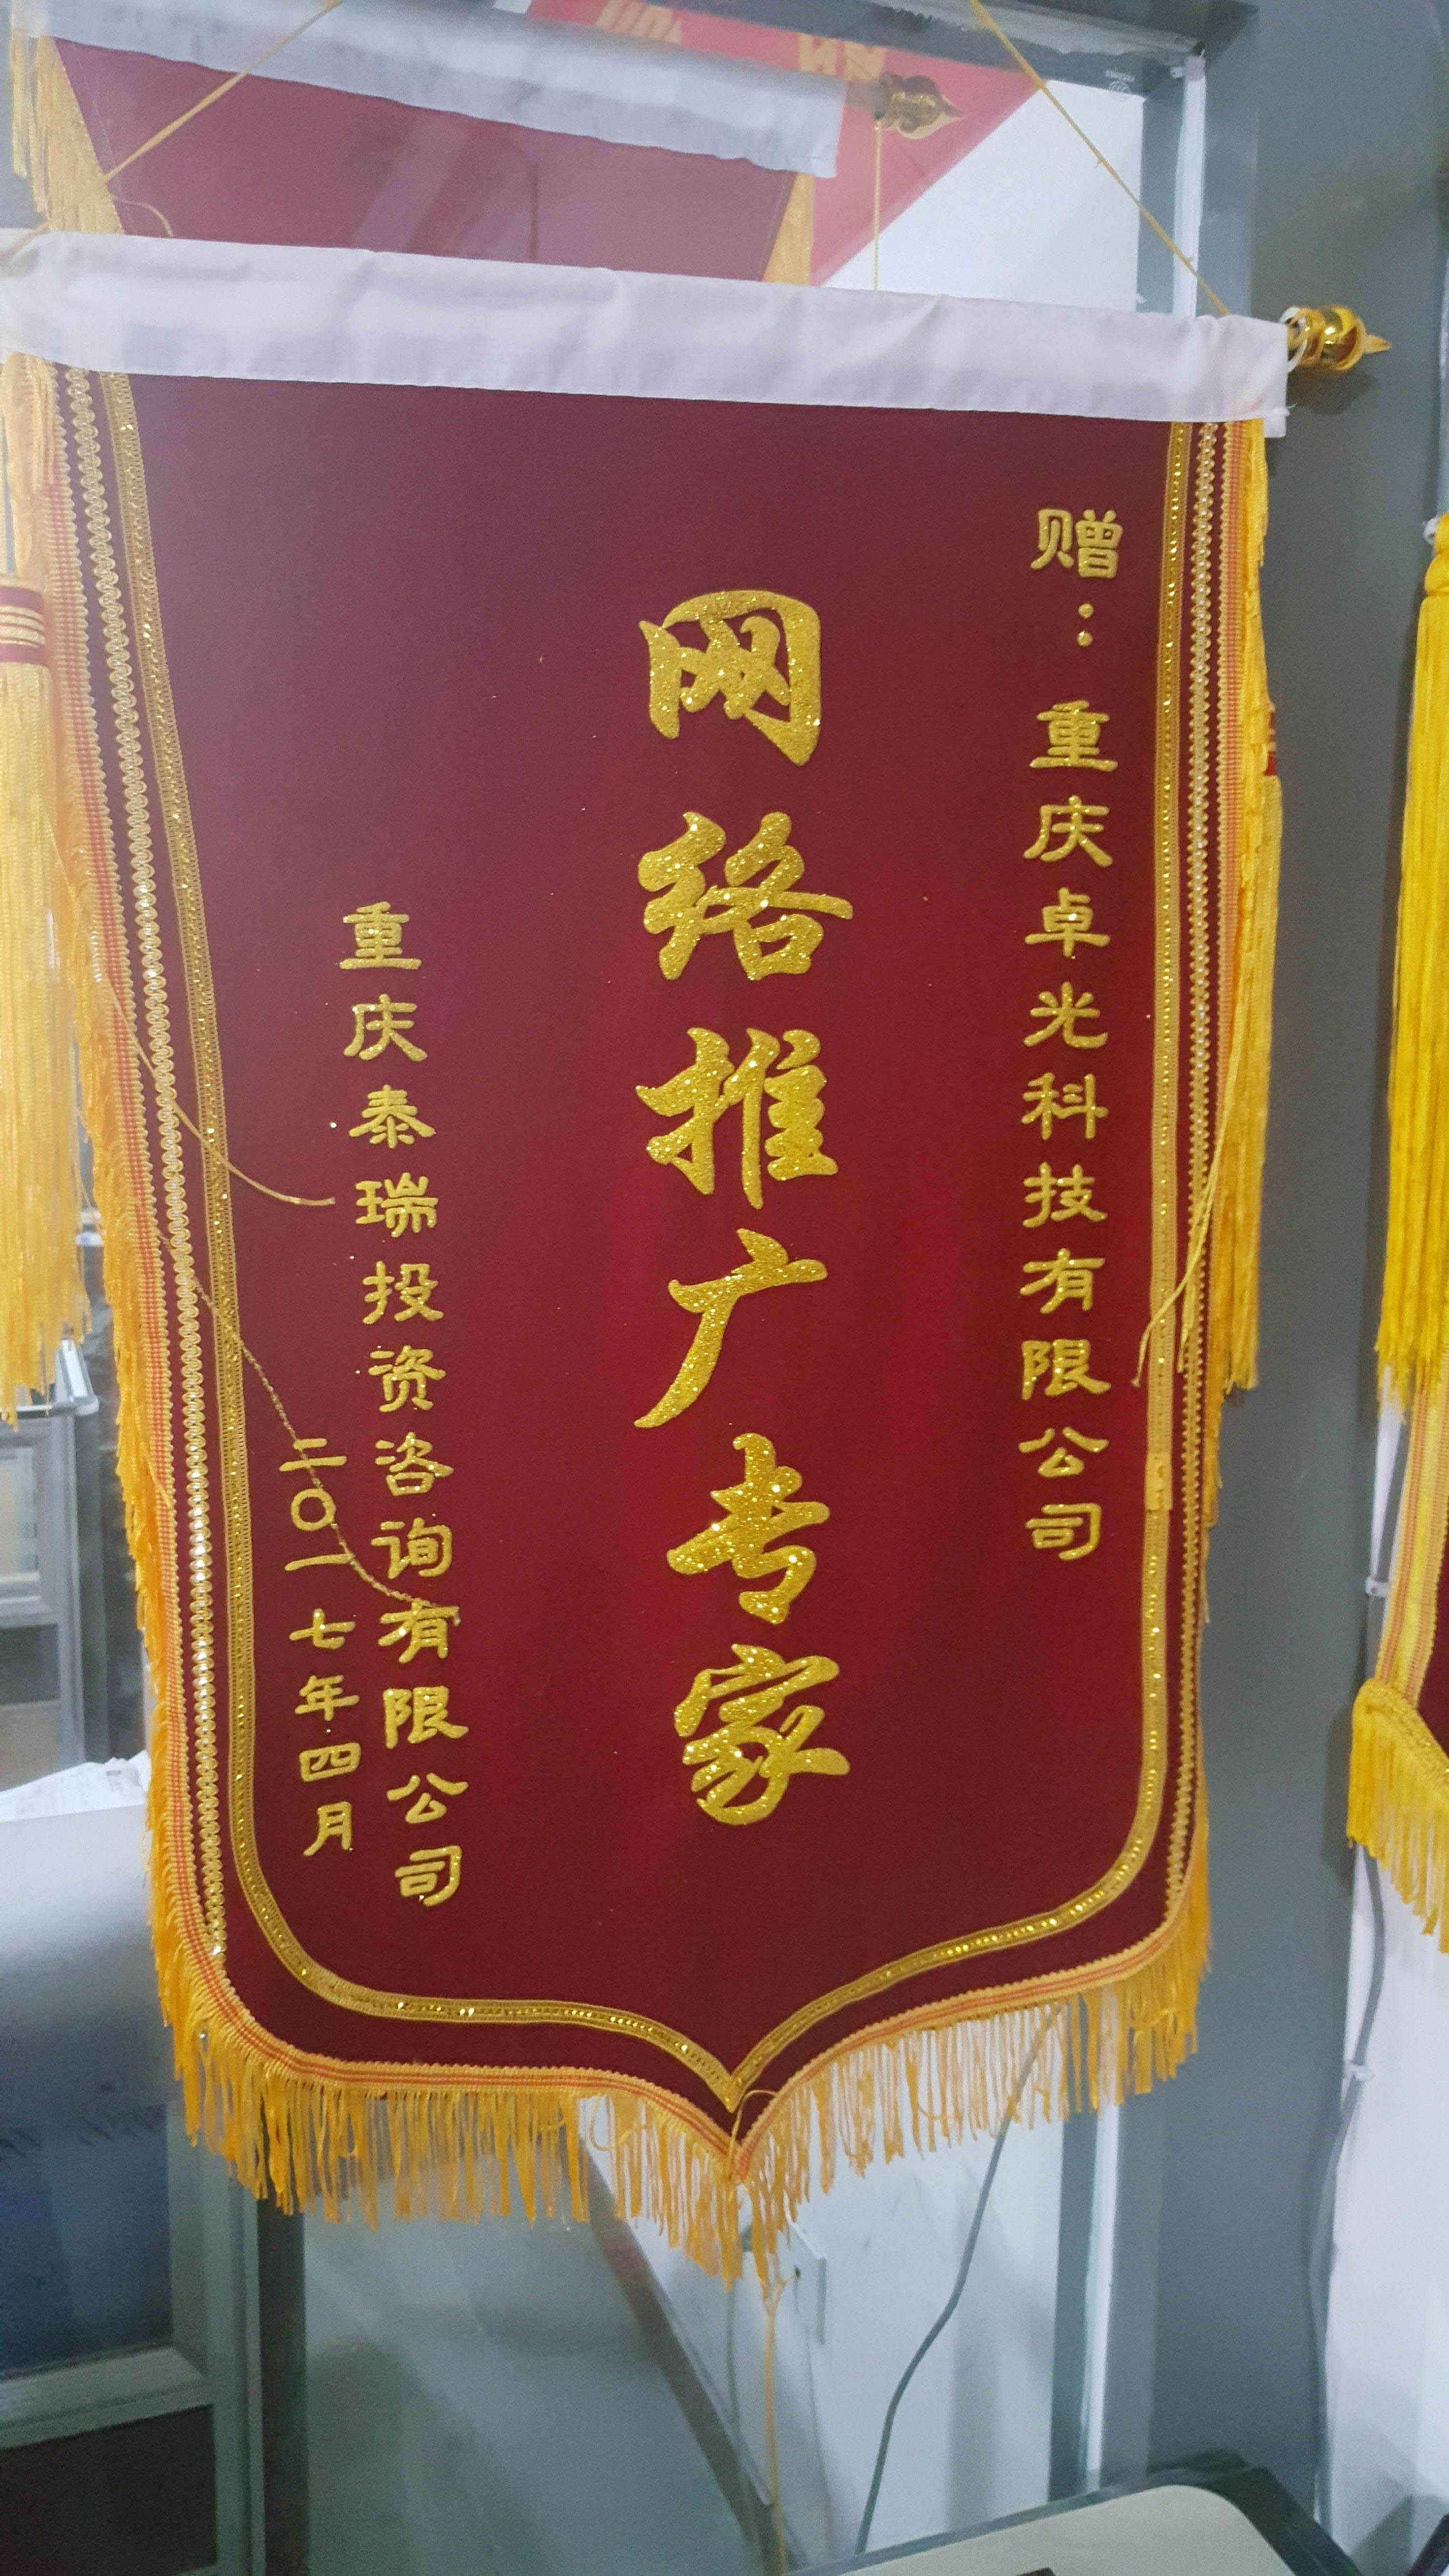 赠：重庆卓光科技有限公司
网络推广专家
重庆泰瑞投资咨询有限公司
二〇一七年四月